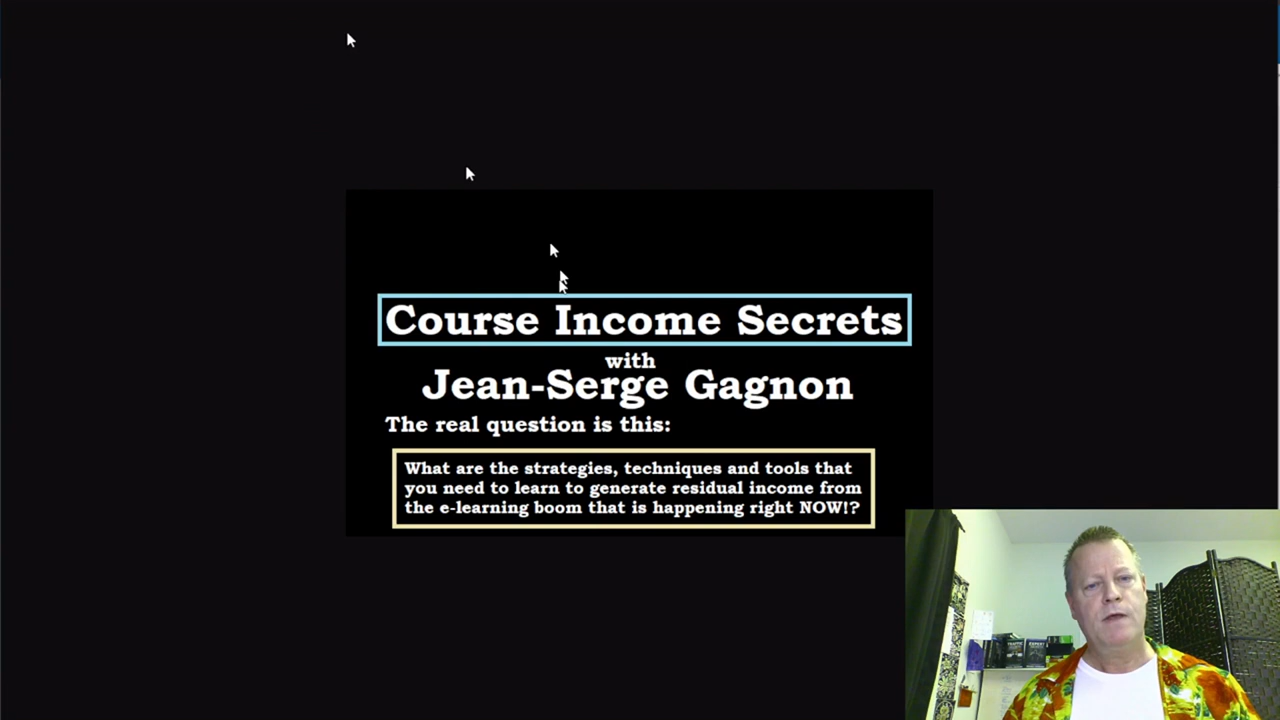 Course Income Secrets
with
Jean-Serge Gagnon
The real question is this:
What are the strategies, techniques and tools that
you need to learn to generate residual income from
the e-learning boom that is happening right NOW!?